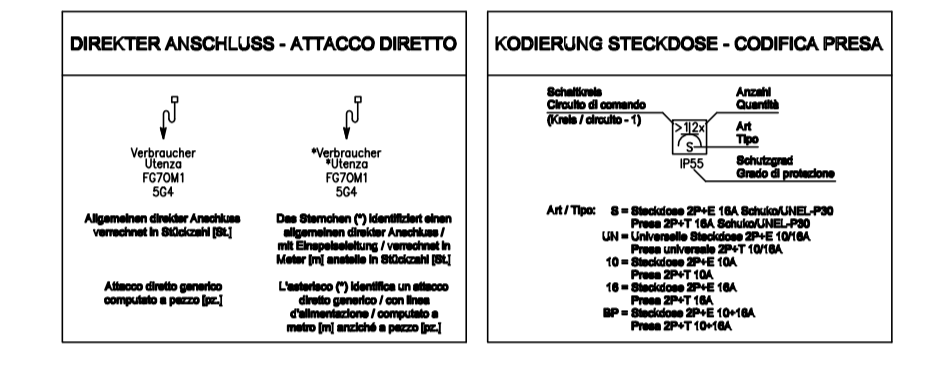 DIREKTER ANSCHLUSS - ATTACCO DIRETTO
Verbraucher
Utenza
FG7OM1
5G4
Allgemeinen direkter Anschluss
verrechnet in Stückzahl [St.]
Attacco diretto generico
computato a pezzo [pz.]
*Verbraucher
*Utenza
FG7OM1
5G4
Das Sternchen (*) identifiziert einen
allgemeinen direkter Anschluss /
mit Einspeiseleitung / verrechnet in
Meter [m] anstelle in Stückzahl [St.]
L'asterisco (*) identifica un attacco
diretto generico / con linea
d'alimentazione / computato a
metro [m] anziché a pezzo [pz.]
KODIERUNG STECKDOSE - CODIFICA PRESA
Schaltkreis
Circuito di comando
(Kreis / circuito - 1)
Anzahl
Quantità
>1|2x
S
Art
Tipo
IP55
Schutzgrad
Grado di protezione
Art / Tipo:
S = Steckdose 2P+E 16A Schuko/UNEL-P30
Presa 2P+T 16A Schuko/UNEL-P30
UN = Universelle Steckdose 2P+E 10/16A
Presa universale 2P+T 10/16A
10 = Steckdose 2P+E 10A
Presa 2P+T 10A
16 = Steckdose 2P+E 16A
Presa 2P+T 16A
BP = Steckdose 2P+E 10+16A
Presa 2P+T 10+16A